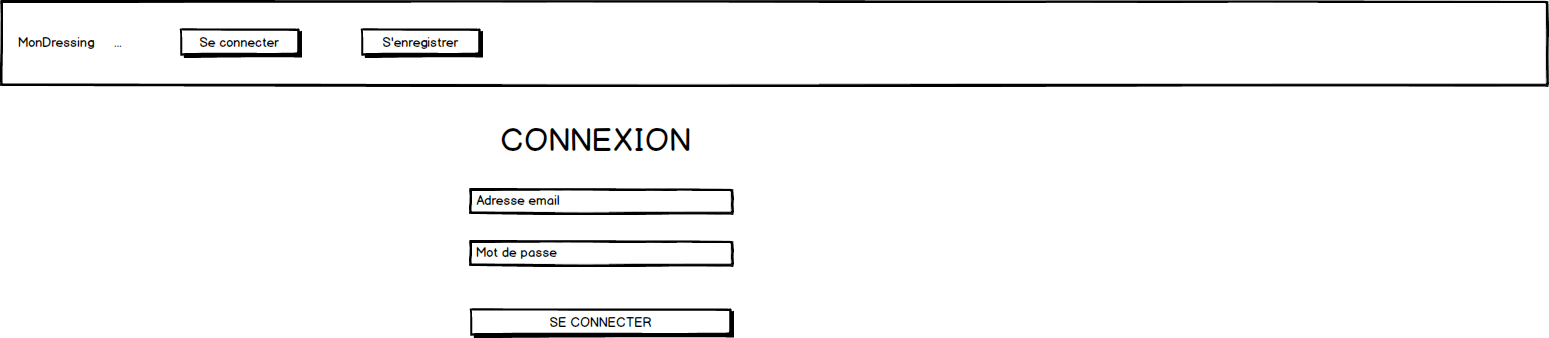 MonDressing ... Se connecter S'enregistrer
CONNEXION
Adresse email
Mot de passe
SE CONNECTER